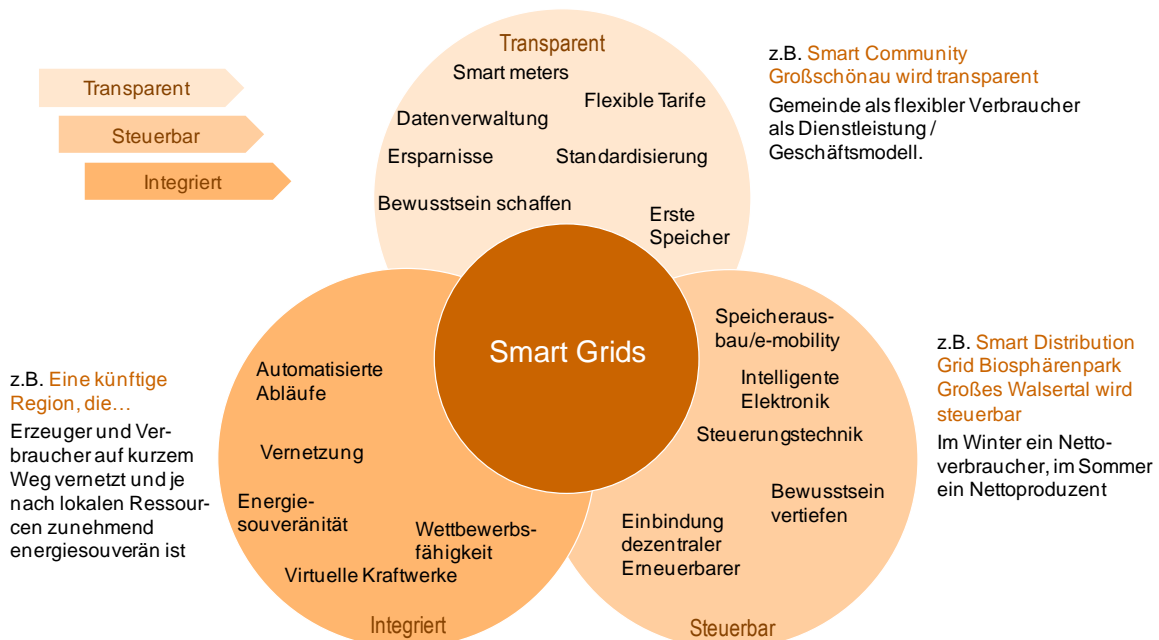 Transparent
Steuerbar
Integriert
Transparent
Smart meters
Flexible Tarife
Datenverwaltung
Ersparnisse
Standardisierung
Bewusstsein schaffen
Erste
Speicher
z.B. Smart Community
Großschönau wird transparent
Gemeinde als flexibler Verbraucher
als Dienstleistung /
Geschäftsmodell.
Smart Grids
z.B. Eine künftige
Region, die…
Erzeuger und Ver-
braucher auf kurzem
Weg vernetzt und je
nach lokalen Ressour-
cen zunehmend
energiesouverän ist
Automatisierte
Abläufe
Vernetzung
Energie-
souveränität
Wettbewerbs-
fähigkeit
Virtuelle Kraftwerke
Integriert
Speicheraus-
bau/e-mobility
Intelligente
Elektronik
Steuerungstechnik
Bewusstsein
vertiefen
Einbindung
dezentraler
Erneuerbarer
Steuerbar
z.B. Smart Distribution
Grid Biosphärenpark
Großes Walsertal wird
steuerbar
Im Winter ein Netto-
verbraucher, im Sommer
ein Nettoproduzent